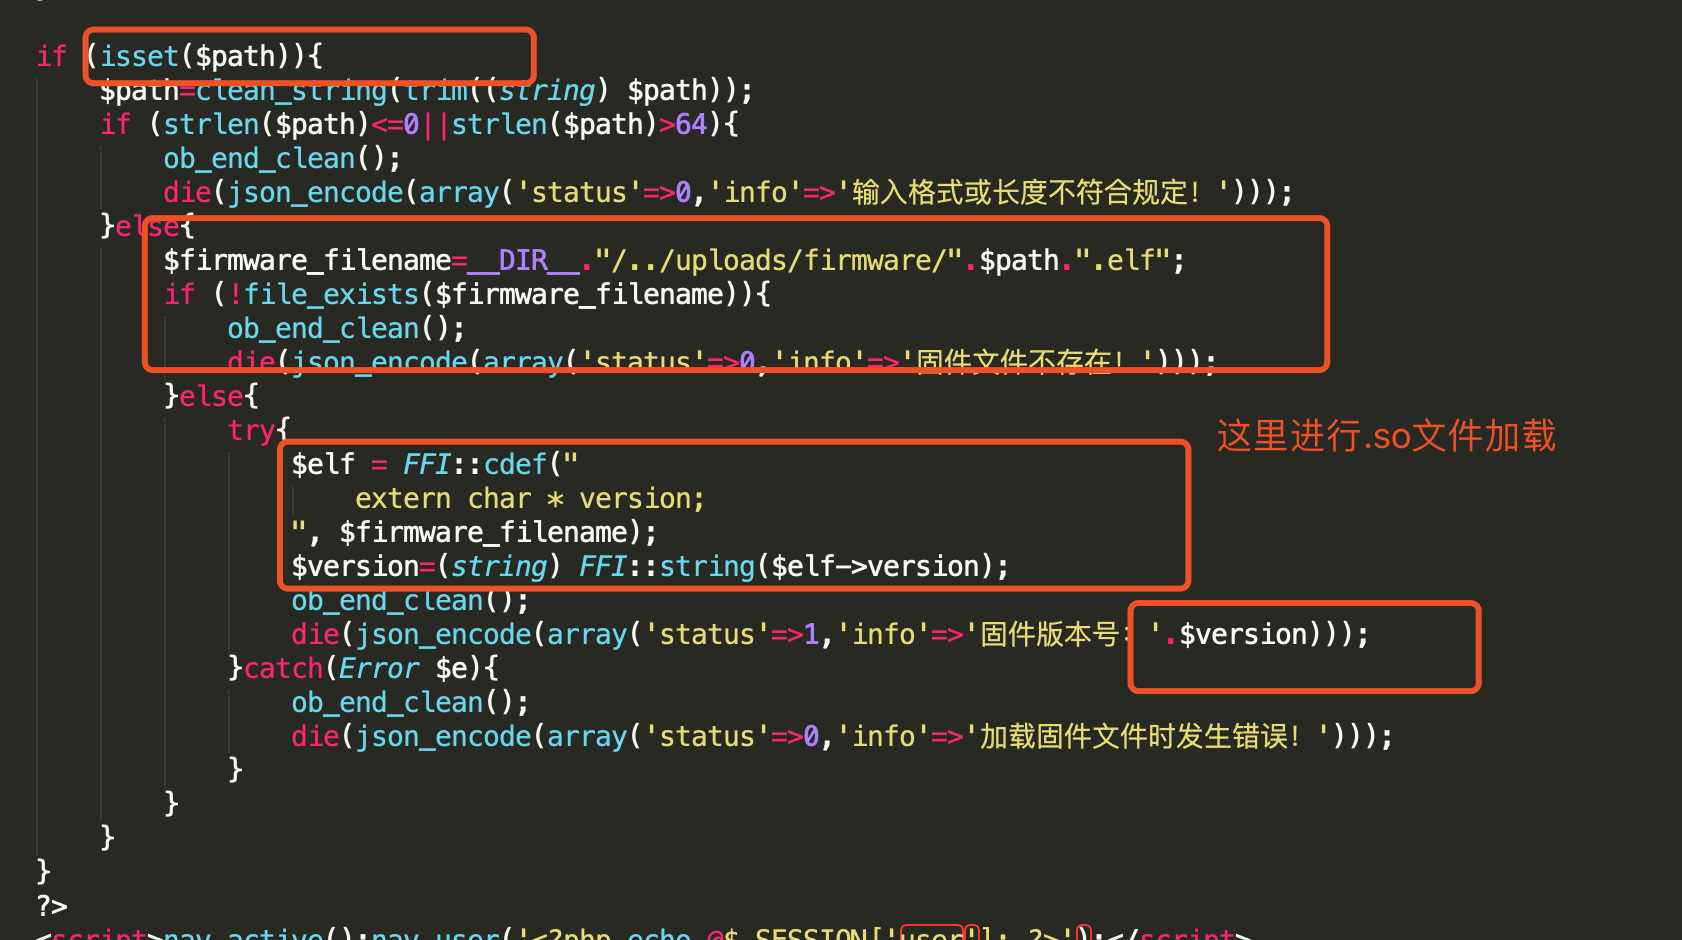 if (isset($path)){
$path=clean_string(trim((string) $path));
if (strlen($path)<=0||strlen($path)>64){
ob_end_clean();
die(json_encode(array('status'=>0,'info'=>'输入格式或长度不符合规定！')));
}else{
$firmware_filename=__DIR__."/../uploads/firmware/".$path.".elf";
if (!file_exists($firmware_filename)){
ob_end_clean();
die(json_encode(array('status'=>0,'info'=>'固件文件不存在！')));
}else{
try{
这里进行.so文件加载
$elf = FFI::cdef("
extern char * version;
", $firmware_filename);
$version=(string) FFI::string($elf->version);
ob_end_clean();
die(json_encode(array('status'=>1,'info'=>'固件版本号：'.$version)));
}catch(Error $e){
ob_end_clean();
die(json_encode(array('status'=>0,'info'=>'加载固件文件时发生错误！')));
}
}
}
}
?>
<script>nav_active();nav_user('<?php echo @$_SESSION['user']; ?>');</script>